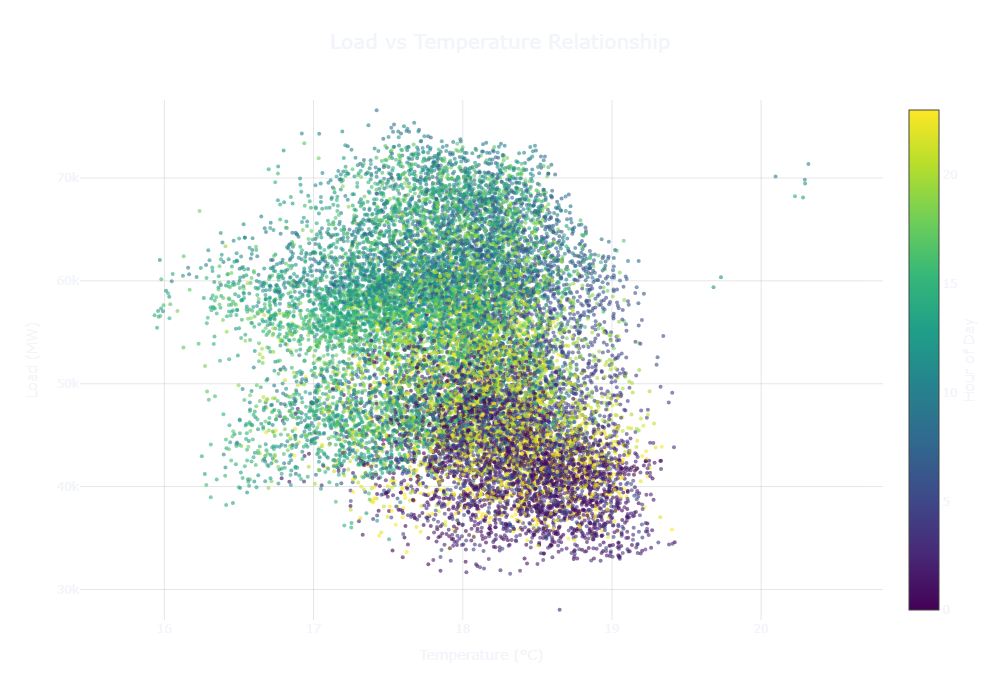 Load vs Temperature Relationship
70k
60k
50k
40k
30k
Load (MW)
16
17
18
19
20
Temperature (°C)
20
15
10
5
0
Hour of Day